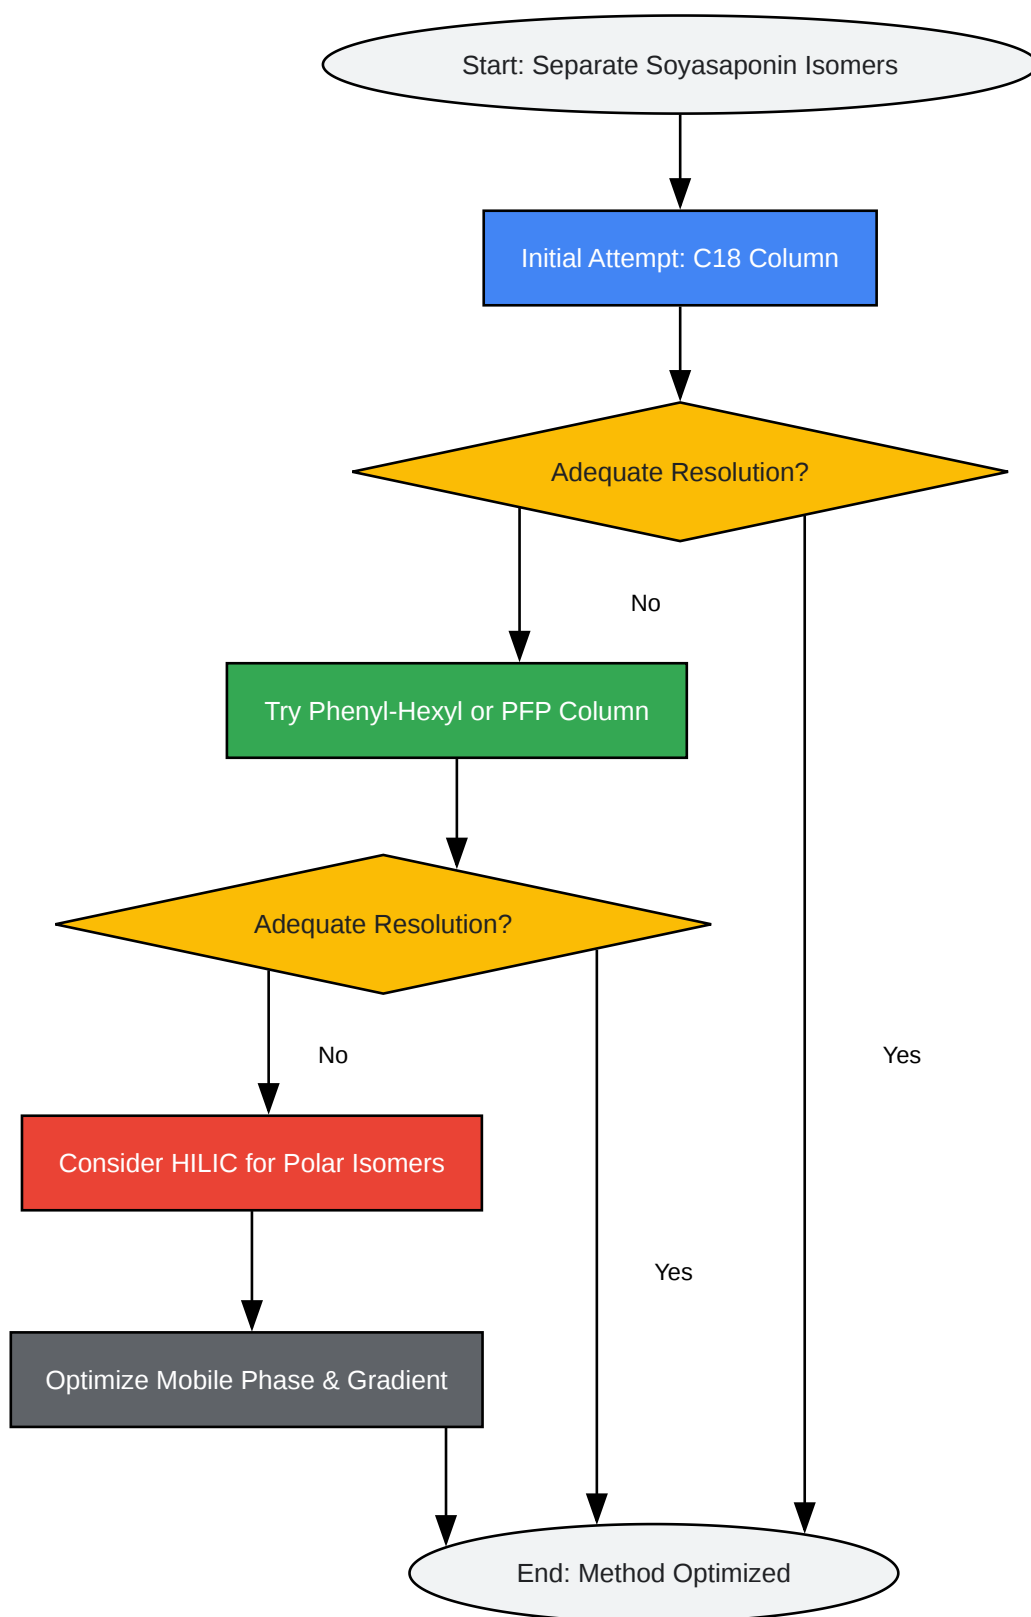 Start: Separate Soyasaponin Isomers
Initial Attempt: C18 Column
Adequate Resolution?
No
Try Phenyl-Hexyl or PFP Column
Adequate Resolution?
No
Yes
Consider HILIC for Polar Isomers
Yes
Optimize Mobile Phase & Gradient
End: Method Optimized